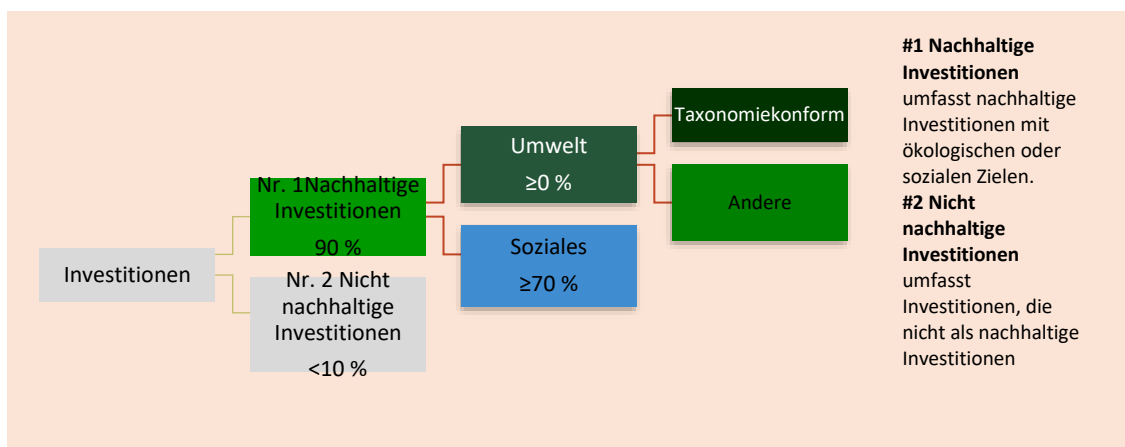 Investitionen
Nr. 1Nachhaltige
Investitionen
90 %
Nr. 2 Nicht
nachhaltige
Investitionen
<10 %
Umwelt
≥0 %
Soziales
≥70 %
Taxonomiekonform
Andere
#1 Nachhaltige
Investitionen
umfasst nachhaltige
Investitionen mit
ökologischen oder
sozialen Zielen.
#2 Nicht
nachhaltige
Investitionen
umfasst
Investitionen, die
nicht als nachhaltige
Investitionen